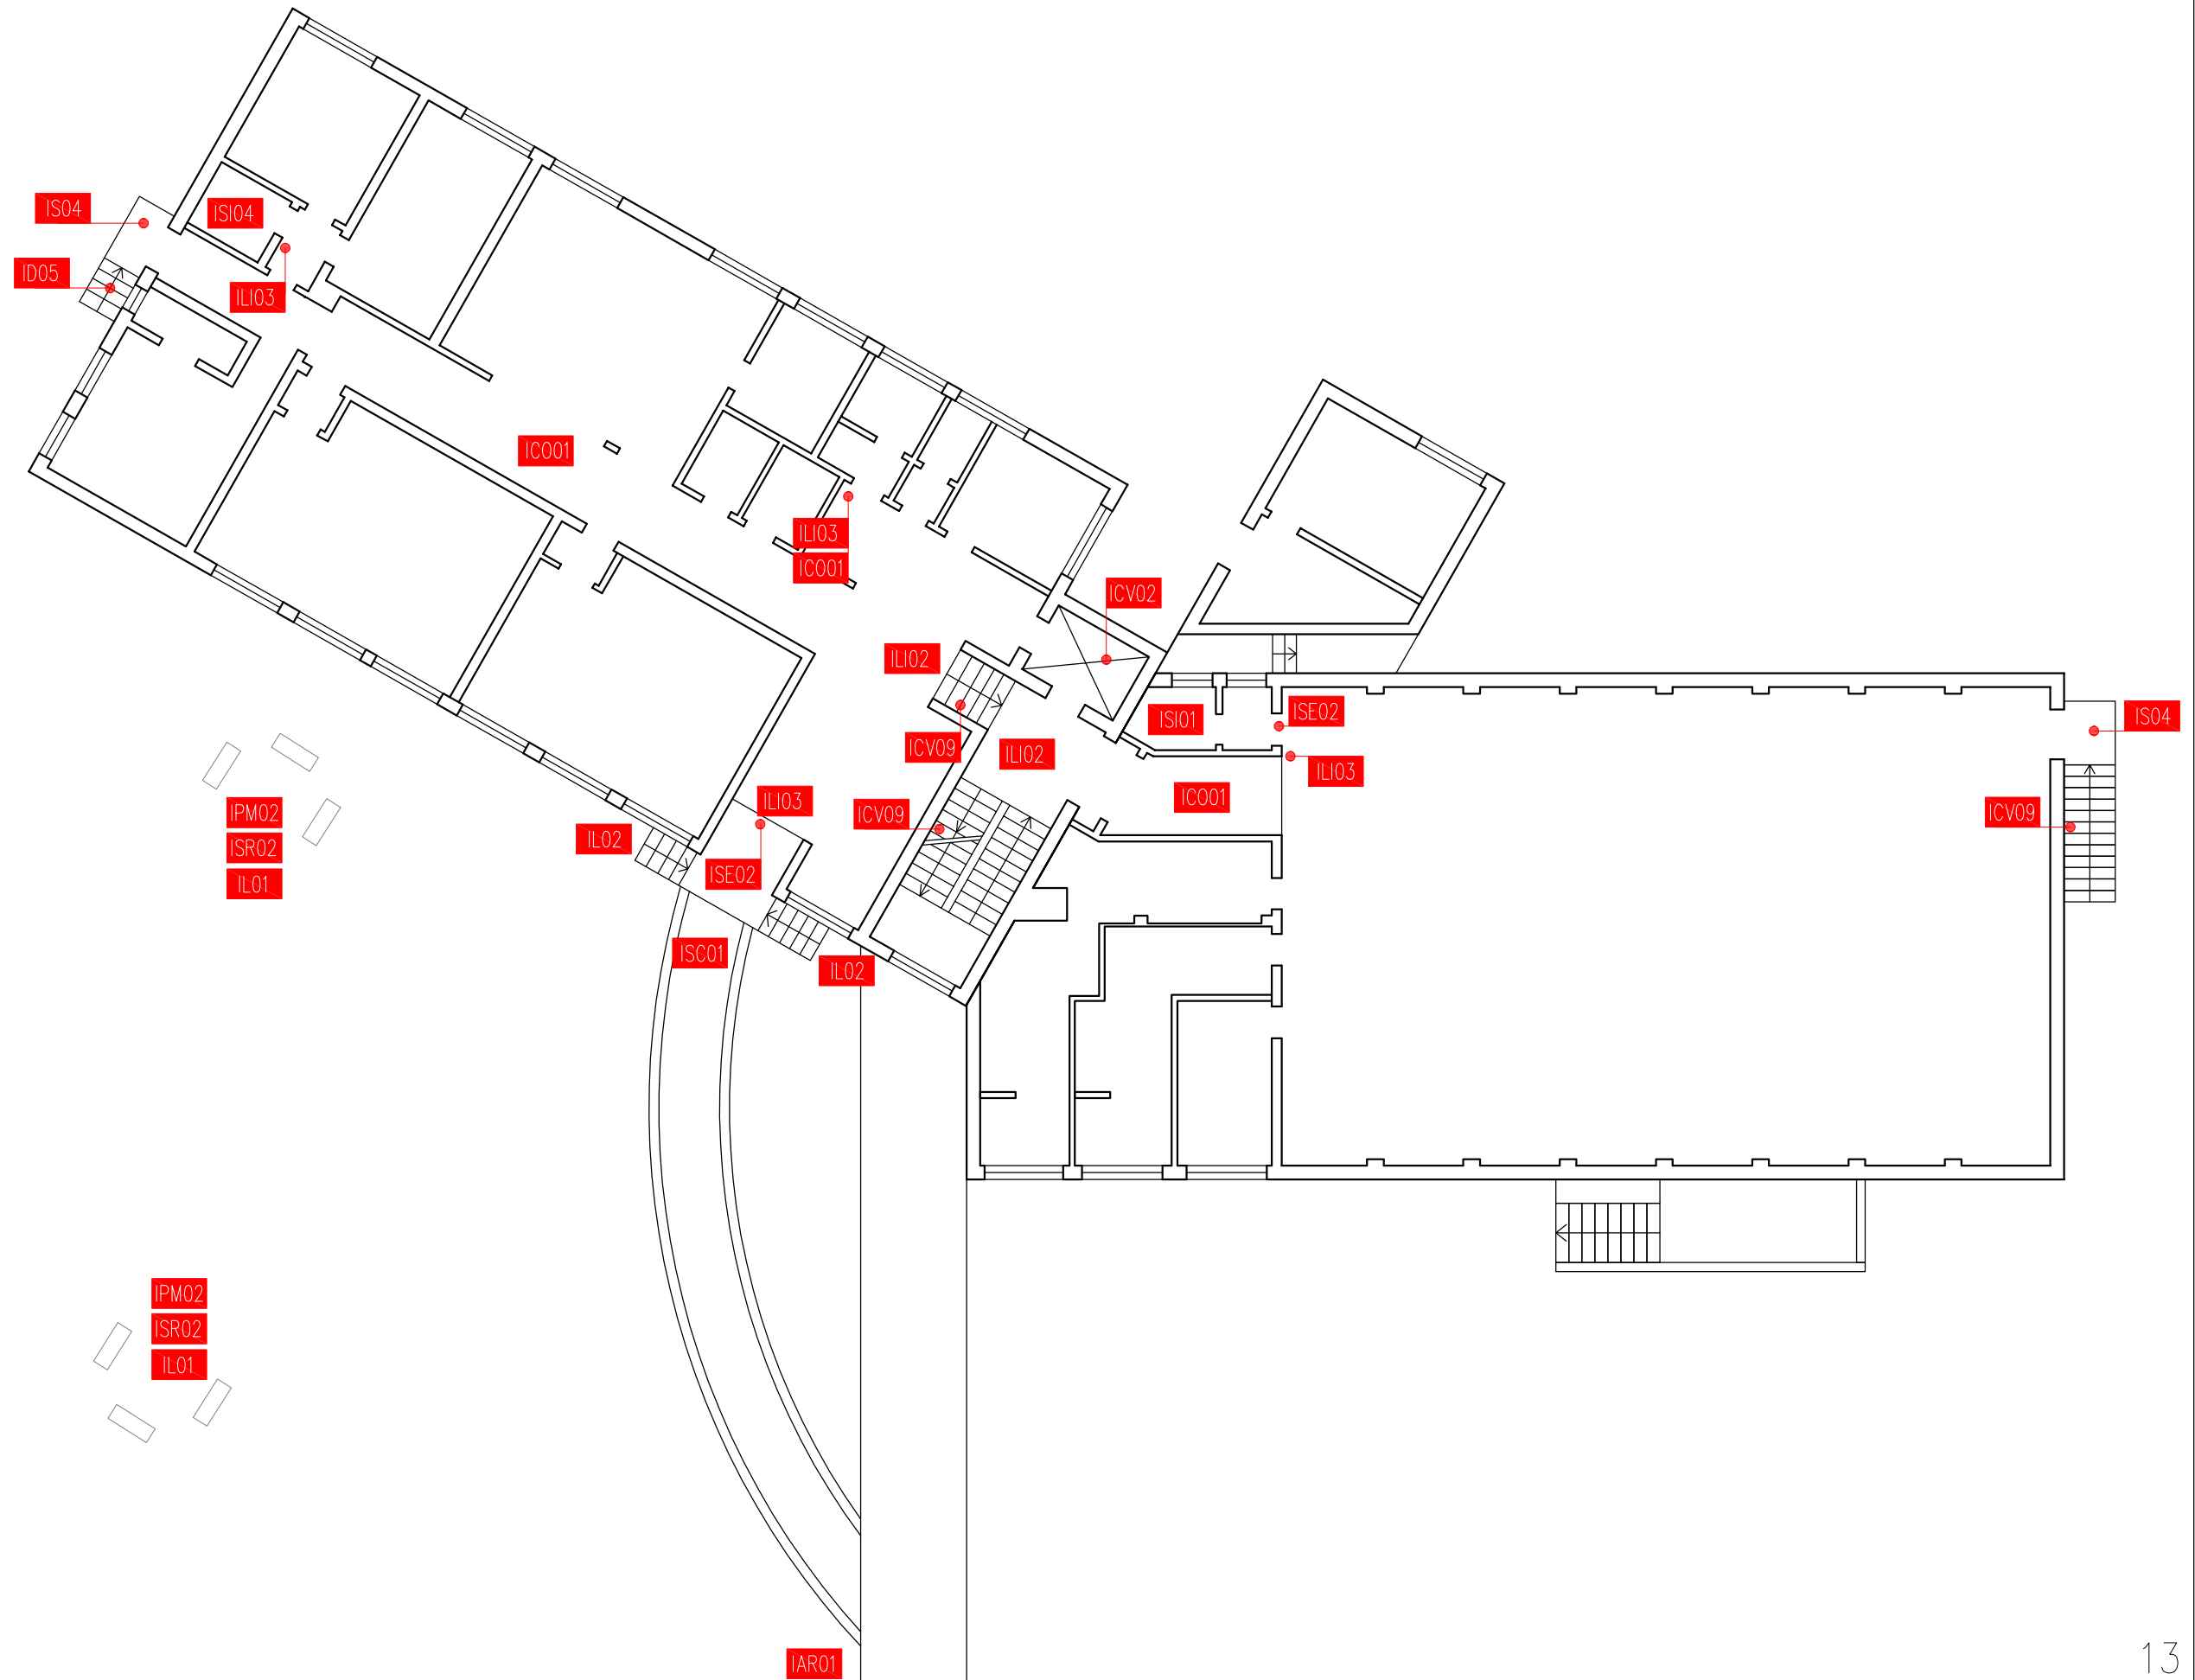 IS04
ISI04
ID05
ILI03
ICO01
ILI03
ICO01
ICV02
ILI02
ISI01
ISE02
IS04
ICV09
ILI02
ILI03
ICO01
IPM02
ISR02
IL01
ILI03
ICV09
ICV09
IL02
ISE02
ISC01
IL02
IPM02
ISR02
IL01
IAR01
13